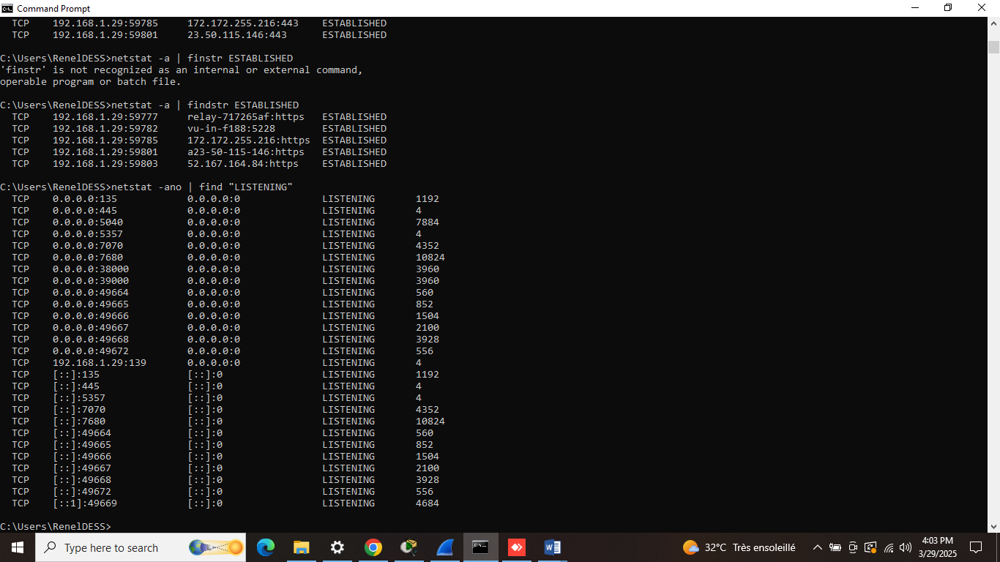 Command Prompt
TCP    192.168.1.29:59785     172.172.255.216:443    ESTABLISHED
TCP    192.168.1.29:59801     23.50.115.146:443      ESTABLISHED
C:\Users\RenelDESS>netstat -a | finstr ESTABLISHED
'finstr' is not recognized as an internal or external command,
operable program or batch file.
C:\Users\RenelDESS>netstat -a | findstr ESTABLISHED
TCP    192.168.1.29:59777     relay-717265af:https   ESTABLISHED
TCP    192.168.1.29:59782     vu-in-f188:5228        ESTABLISHED
TCP    192.168.1.29:59785     172.172.255.216:https  ESTABLISHED
TCP    192.168.1.29:59801     a23-50-115-146:https   ESTABLISHED
TCP    192.168.1.29:59803     52.167.164.84:https    ESTABLISHED
C:\Users\RenelDESS>netstat -ano | find "LISTENING"
TCP    0.0.0.0:135            0.0.0.0:0              LISTENING       1192
TCP    0.0.0.0:445            0.0.0.0:0              LISTENING       4
TCP    0.0.0.0:5040           0.0.0.0:0              LISTENING       7884
TCP    0.0.0.0:5357           0.0.0.0:0              LISTENING       4
TCP    0.0.0.0:7070           0.0.0.0:0              LISTENING       4352
TCP    0.0.0.0:7680           0.0.0.0:0              LISTENING       10824
TCP    0.0.0.0:38000          0.0.0.0:0              LISTENING       3960
TCP    0.0.0.0:39000          0.0.0.0:0              LISTENING       3960
TCP    0.0.0.0:49664          0.0.0.0:0              LISTENING       560
TCP    0.0.0.0:49665          0.0.0.0:0              LISTENING       852
TCP    0.0.0.0:49666          0.0.0.0:0              LISTENING       1504
TCP    0.0.0.0:49667          0.0.0.0:0              LISTENING       2100
TCP    0.0.0.0:49668          0.0.0.0:0              LISTENING       3928
TCP    0.0.0.0:49672          0.0.0.0:0              LISTENING       556
TCP    192.168.1.29:139       0.0.0.0:0              LISTENING       4
TCP    [::]:135               [::]:0                 LISTENING       1192
TCP    [::]:445               [::]:0                 LISTENING       4
TCP    [::]:5357              [::]:0                 LISTENING       4
TCP    [::]:7070              [::]:0                 LISTENING       4352
TCP    [::]:7680              [::]:0                 LISTENING       10824
TCP    [::]:49664             [::]:0                 LISTENING       560
TCP    [::]:49665             [::]:0                 LISTENING       852
TCP    [::]:49666             [::]:0                 LISTENING       1504
TCP    [::]:49667             [::]:0                 LISTENING       2100
TCP    [::]:49668             [::]:0                 LISTENING       3928
TCP    [::]:49672             [::]:0                 LISTENING       556
TCP    [::1]:49669            [::]:0                 LISTENING       4684
C:\Users\RenelDESS>
Type here to search
32°C Très ensoleillé
4:03 PM
3/29/2025